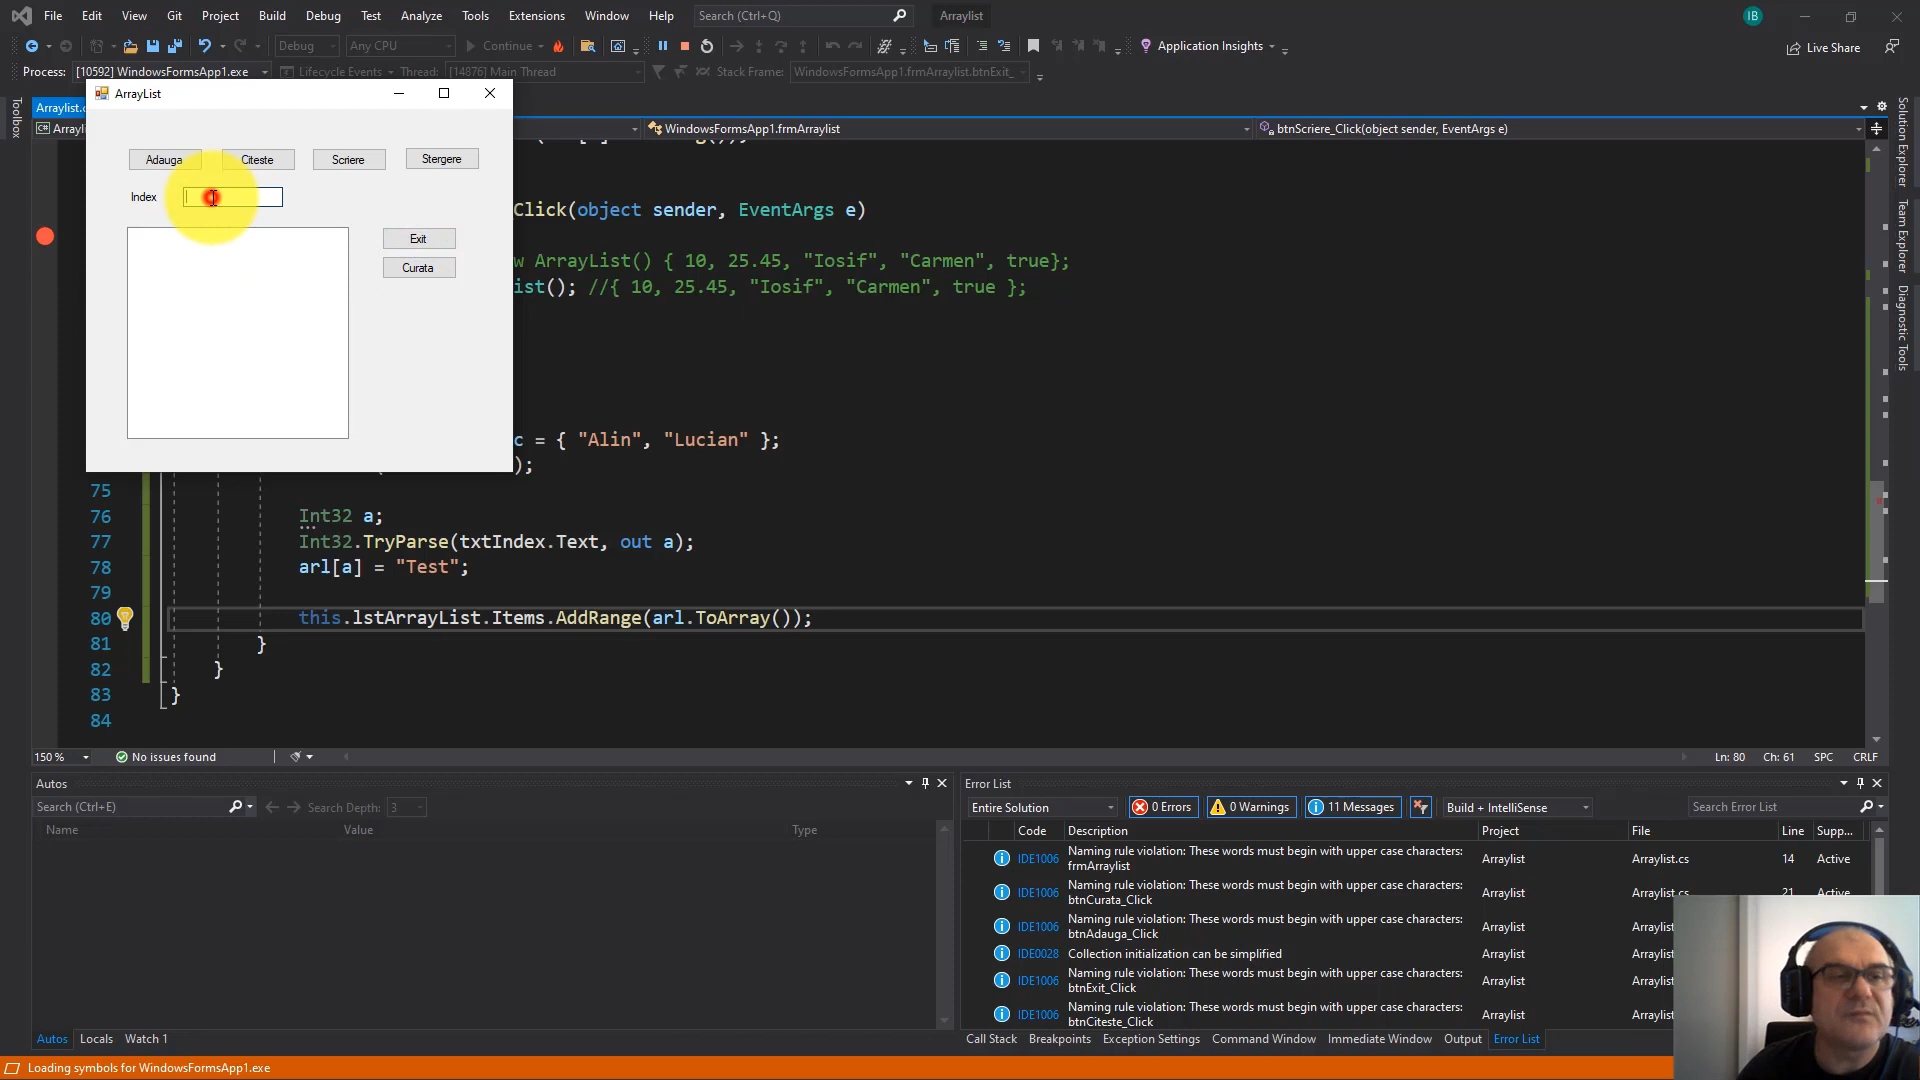 File Edit View Git Project Build Debug Test Analyze Tools Extensions Window Help Search (Ctrl+Q) Arraylist IB
Debug Any CPU Continue Application Insights Live Share
Process: [10592] WindowsFormsApp1.exe Lifecycle Events Thread: [14876] Main Thread Stack Frame: WindowsFormsApp1.frmArraylist.btnExit_
ArrayList
Toolbox
Arraylist.
Arrayli
WindowsFormsApp1.frmArraylist
btnScriere_Click(object sender, EventArgs e)
Adauga Citeste Scriere Stergere
Index
Exit
Curata
Click(object sender, EventArgs e)
w ArrayList() { 10, 25.45, "Iosif", "Carmen", true};
ist(); //{ 10, 25.45, "Iosif", "Carmen", true };
c = { "Alin", "Lucian" };
);
75
76 Int32 a;
77 Int32.TryParse(txtIndex.Text, out a);
78 arl[a] = "Test";
79
80 this.lstArrayList.Items.AddRange(arl.ToArray());
81 }
82 }
83 }
84
150 % No issues found Ln: 80 Ch: 61 SPC CRLF
Solution Explorer
Team Explorer
Diagnostic Tools
Autos
Search (Ctrl+E) Search Depth: 3
Name Value Type
Autos Locals Watch 1
Error List
Entire Solution 0 Errors 0 Warnings 11 Messages Build + IntelliSense Search Error List
Code Description Project File Line Supp...
IDE1006 Naming rule violation: These words must begin with upper case characters: frmArraylist Arraylist Arraylist.cs 14 Active
IDE1006 Naming rule violation: These words must begin with upper case characters: btnCurata_Click Arraylist Arraylist.cs 21 Active
IDE1006 Naming rule violation: These words must begin with upper case characters: btnAdauga_Click Arraylist Arraylist
IDE0028 Collection initialization can be simplified Arraylist Arraylist
IDE1006 Naming rule violation: These words must begin with upper case characters: btnExit_Click Arraylist Arraylist
IDE1006 Naming rule violation: These words must begin with upper case characters: btnCiteste_Click Arraylist Arraylist
Call Stack Breakpoints Exception Settings Command Window Immediate Window Output Error List
Loading symbols for WindowsFormsApp1.exe